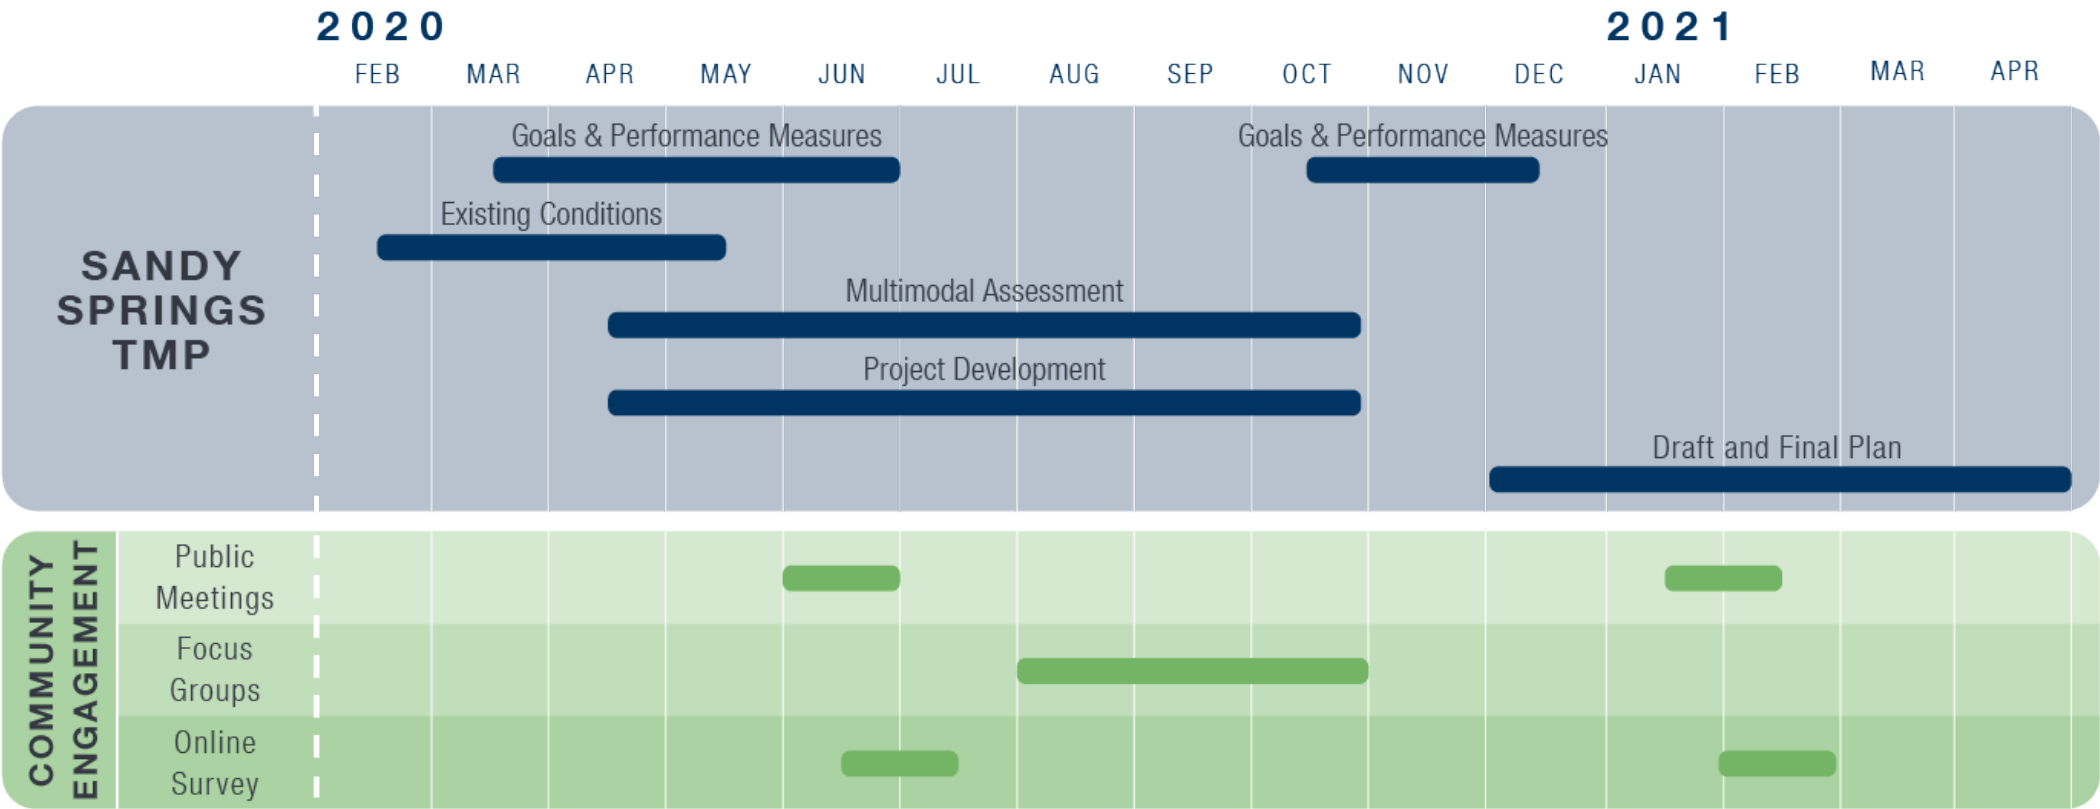 2020 2021
FEB MAR APR MAY JUN JUL AUG SEP OCT NOV DEC JAN FEB MAR APR
SANDY
SPRINGS
TMP
Goals & Performance Measures Goals & Performance Measures
Existing Conditions
Multimodal Assessment
Project Development
Draft and Final Plan
COMMUNITY
ENGAGEMENT
Public
Meetings
Focus
Groups
Online
Survey